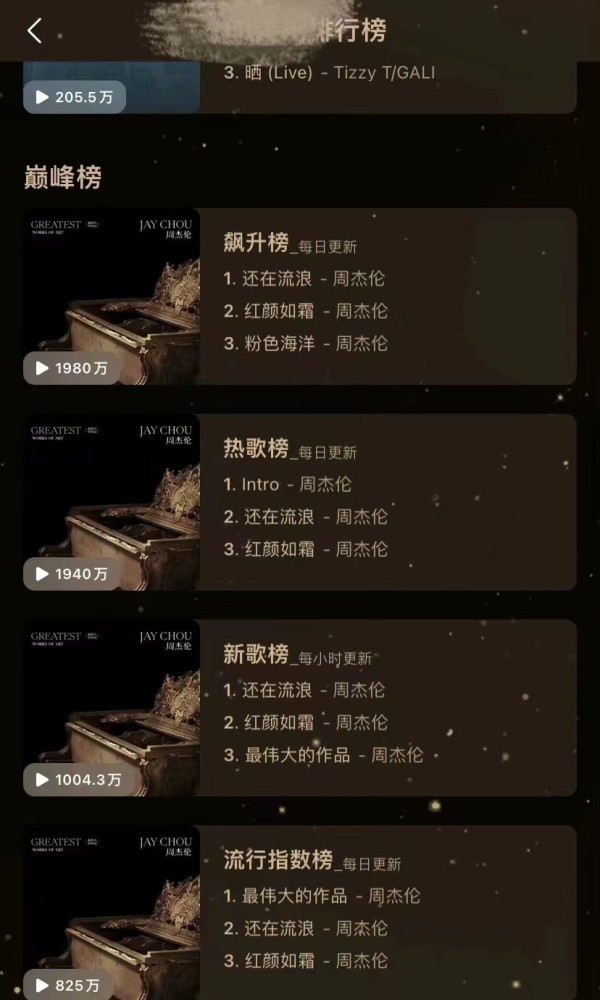 排行榜
3. 晒 (Live) - Tizzy T/GALI
205.5万
巅峰榜
GREATEST
WORKS OF ART
JAY CHOU
周杰伦
1980万
飙升榜_每日更新
1. 还在流浪 - 周杰伦
2. 红颜如霜 - 周杰伦
3. 粉色海洋 - 周杰伦
GREATEST
WORKS OF ART
JAY CHOU
周杰伦
1940万
热歌榜_每日更新
1. Intro - 周杰伦
2. 还在流浪 - 周杰伦
3. 红颜如霜 - 周杰伦
GREATEST
WORKS OF ART
JAY CHOU
周杰伦
1004.3万
新歌榜_每小时更新
1. 还在流浪 - 周杰伦
2. 红颜如霜 - 周杰伦
3. 最伟大的作品 - 周杰伦
GREATEST
WORKS OF ART
JAY CHOU
周杰伦
825万
流行指数榜_每日更新
1. 最伟大的作品 - 周杰伦
2. 还在流浪 - 周杰伦
3. 红颜如霜 - 周杰伦